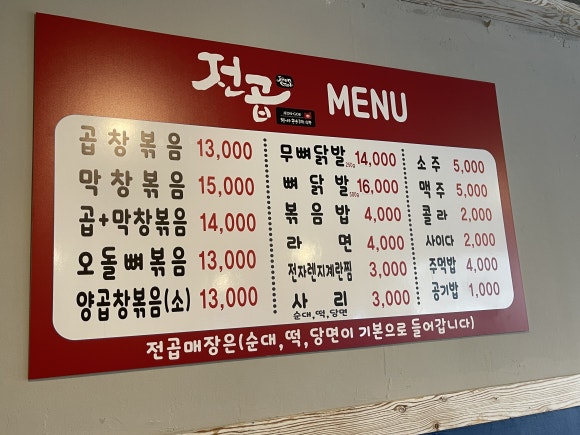 전곱
MENU
곱창볶음 13,000
막창볶음 15,000
곱+막창볶음 14,000
오돌뼈볶음 13,000
양곱창볶음(소) 13,000
무뼈닭발 14,000
뼈닭발 16,000
볶음밥 4,000
라면 4,000
전자렌지계란찜 3,000
사리 3,000
순대,떡,당면
소주 5,000
맥주 5,000
콜라 2,000
사이다 2,000
주먹밥 4,000
공기밥 1,000
전곱매장은(순대,떡,당면이 기본으로 들어갑니다)